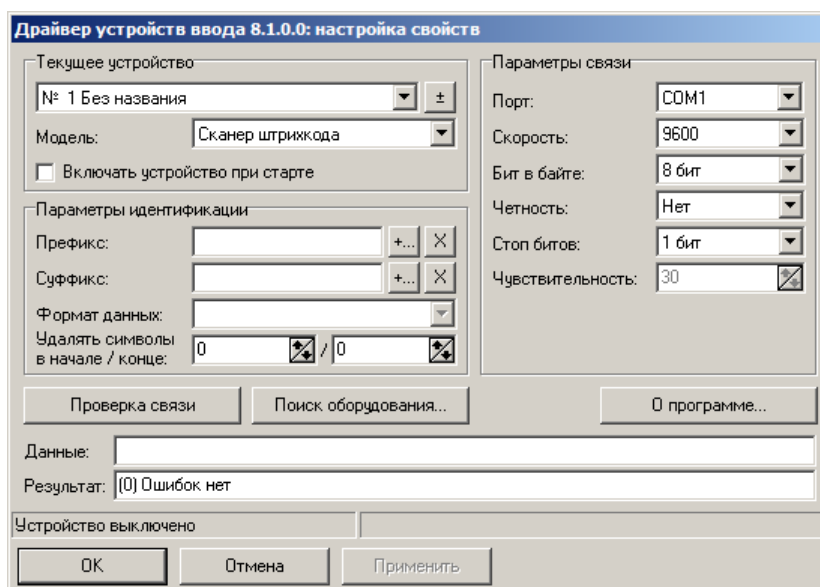 Драйвер устройств ввода 8.1.0.0: настройка свойств
Текущее устройство
№ 1 Без названия
±
Модель:
Сканер штрихкода
Включать устройство при старте
Параметры идентификации
Префикс:
+...
X
Суффикс:
+...
X
Формат данных:
Удалять символы
в начале / конце:
0
/
0
Параметры связи
Порт:
COM1
Скорость:
9600
Бит в байте:
8 бит
Четность:
Нет
Стоп битов:
1 бит
Чувствительность:
30
Проверка связи
Поиск оборудования...
О программе...
Данные:
Результат:
(0) Ошибок нет
Устройство выключено
OK
Отмена
Применить